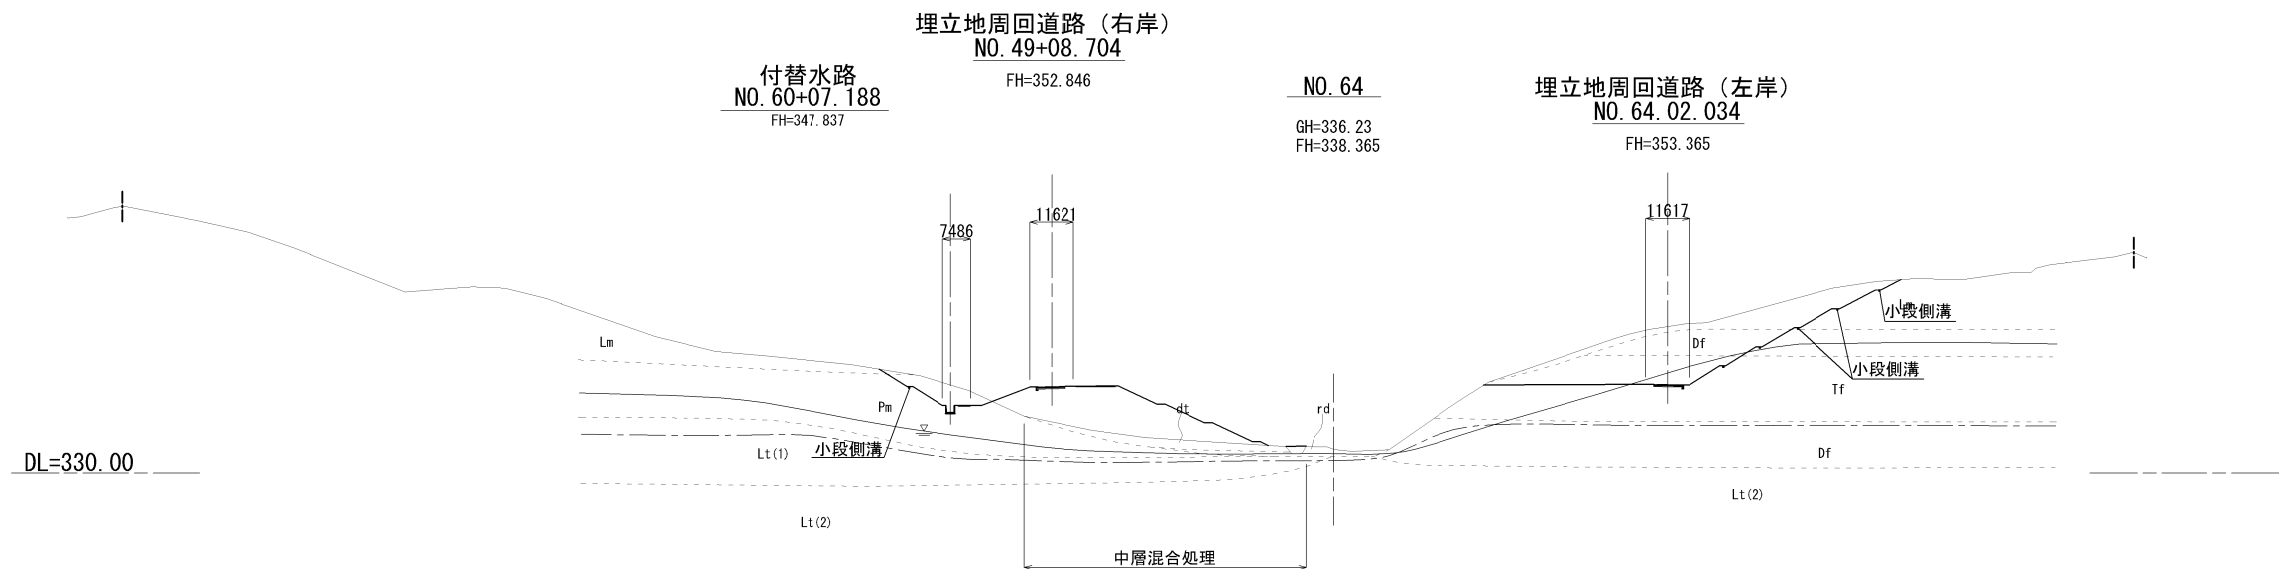 埋立地周回道路（右岸）
NO.49+08.704
FH=352.846
付替水路
NO.60+07.188
FH=347.837
NO.64
GH=336.23
FH=338.365
埋立地周回道路（左岸）
NO.64.02.034
FH=353.365
11621
7486
11617
Lm
小段側溝
Lm
Df
小段側溝
Tf
Pm
dt
rd
小段側溝
Lt(1)
Df
DL=330.00
Lt(2)
Lt(2)
中層混合処理